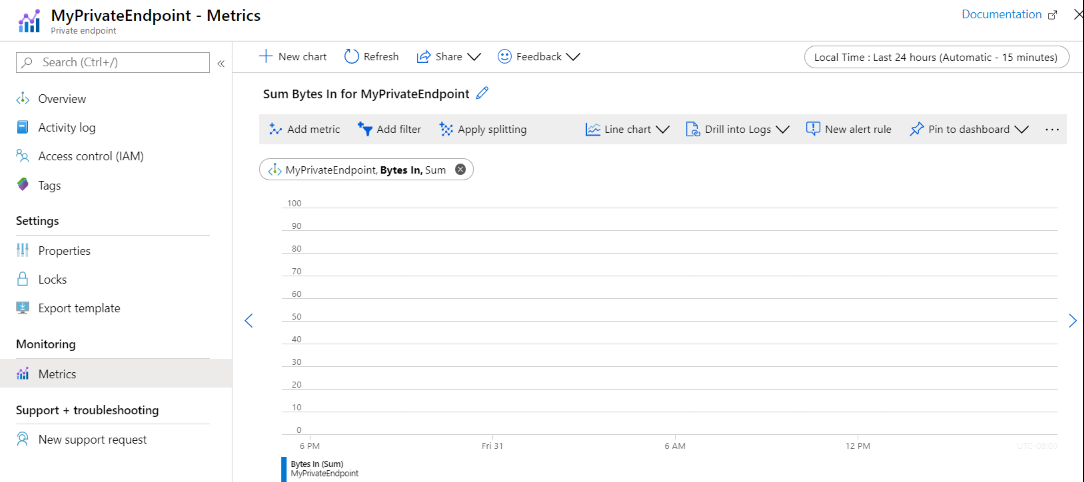 MyPrivateEndpoint - Metrics
Private endpoint
Documentation
Search (Ctrl+/)
«
Overview
Activity log
Access control (IAM)
Tags
Settings
Properties
Locks
Export template
Monitoring
Metrics
Support + troubleshooting
New support request
New chart Refresh Share Feedback
Local Time : Last 24 hours (Automatic - 15 minutes)
Sum Bytes In for MyPrivateEndpoint
Add metric Add filter Apply splitting Line chart Drill into Logs New alert rule Pin to dashboard ...
MyPrivateEndpoint, Bytes In, Sum
100
90
80
70
60
50
40
30
20
10
0
6 PM Fri 31 6 AM 12 PM UTC-08:00
Bytes In (Sum)
MyPrivateEndpoint